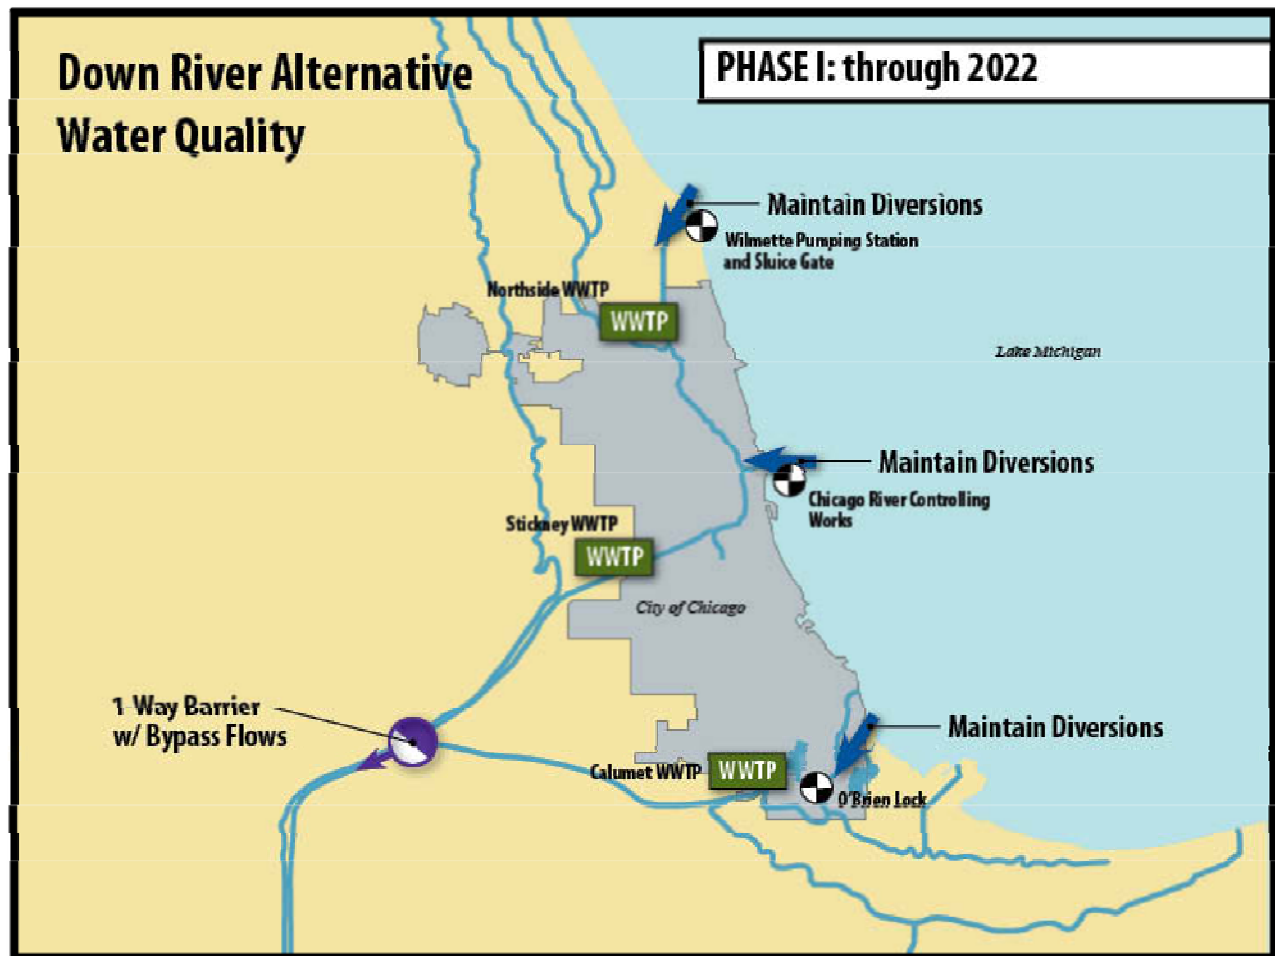 Down River Alternative
Water Quality
PHASE I: through 2022
Maintain Diversions
Wilmette Pumping Station
and Sluice Gate
Northside WWTP
WWTP
Lake Michigan
Maintain Diversions
Chicago River Controlling
Works
Stickney WWTP
WWTP
City of Chicago
1 Way Barrier
w/ Bypass Flows
Maintain Diversions
Calumet WWTP
WWTP
O'Brien Lock